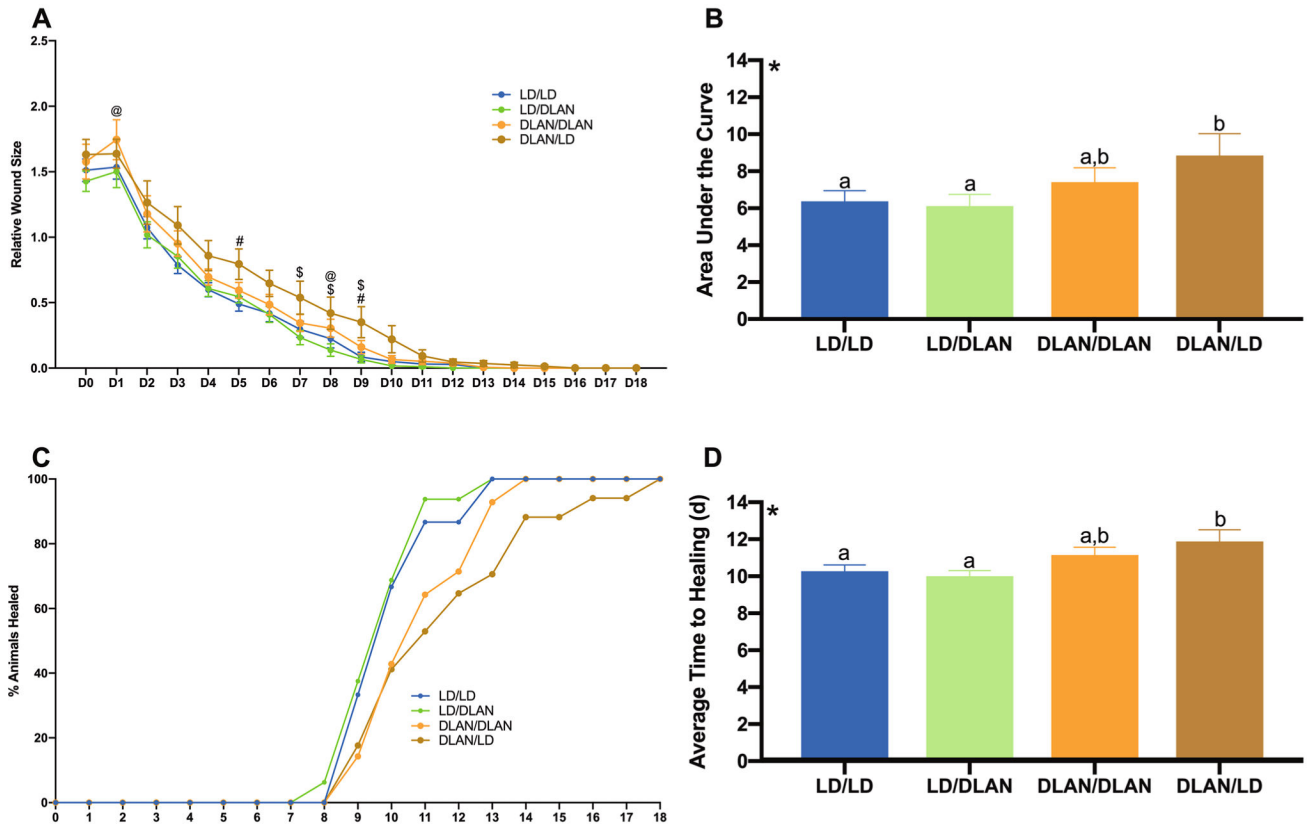 A
2.5
2.0
1.5
1.0
0.5
0.0
Relative Wound Size
@
#
$
@
$
$
#
LD/LD
LD/DLAN
DLAN/DLAN
DLAN/LD
D0 D1 D2 D3 D4 D5 D6 D7 D8 D9 D10 D11 D12 D13 D14 D15 D16 D17 D18
B
14
12
10
8
6
4
2
0
Area Under the Curve
*
a
a
a,b
b
LD/LD LD/DLAN DLAN/DLAN DLAN/LD
C
100
80
60
40
20
0
% Animals Healed
LD/LD
LD/DLAN
DLAN/DLAN
DLAN/LD
0 1 2 3 4 5 6 7 8 9 10 11 12 13 14 15 16 17 18
D
14
12
10
8
6
4
2
0
Average Time to Healing (d)
*
a
a
a,b
b
LD/LD LD/DLAN DLAN/DLAN DLAN/LD